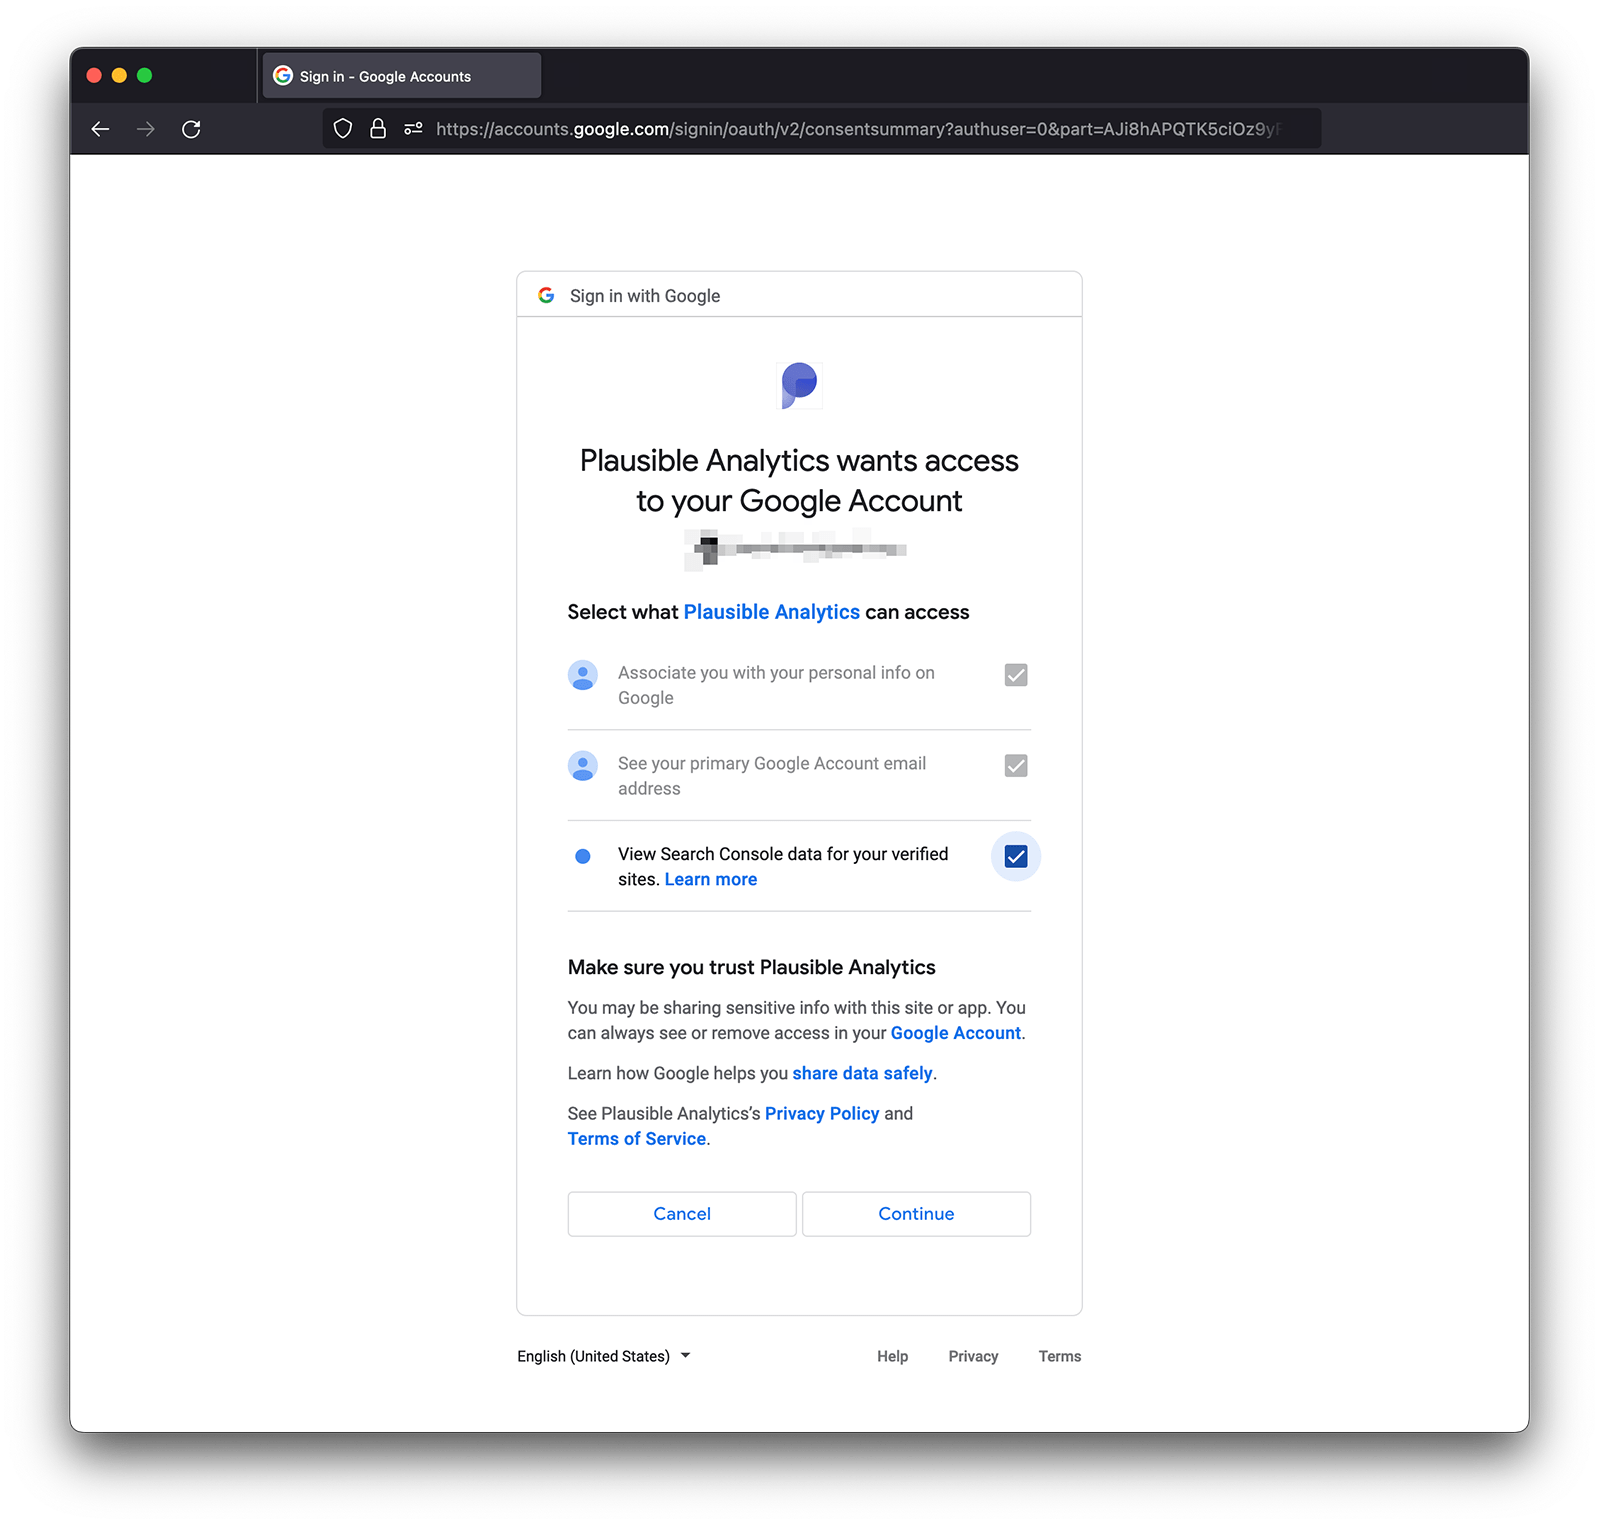 Sign in - Google Accounts
https://accounts.google.com/signin/oauth/v2/consentsummary?authuser=0&part=AJi8hAPQTK5ciOz9yF
Sign in with Google
Plausible Analytics wants access
to your Google Account
Select what Plausible Analytics can access
Associate you with your personal info on
Google
See your primary Google Account email
address
View Search Console data for your verified
sites. Learn more
Make sure you trust Plausible Analytics
You may be sharing sensitive info with this site or app. You
can always see or remove access in your Google Account.
Learn how Google helps you share data safely.
See Plausible Analytics’s Privacy Policy and
Terms of Service.
Cancel Continue
English (United States) Help Privacy Terms